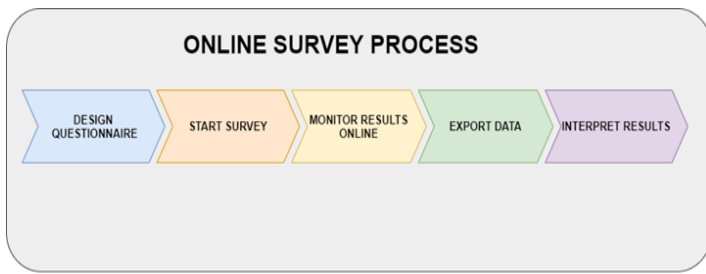 ONLINE SURVEY PROCESS
DESIGN
QUESTIONNAIRE
START SURVEY
MONITOR RESULTS
ONLINE
EXPORT DATA
INTERPRET RESULTS